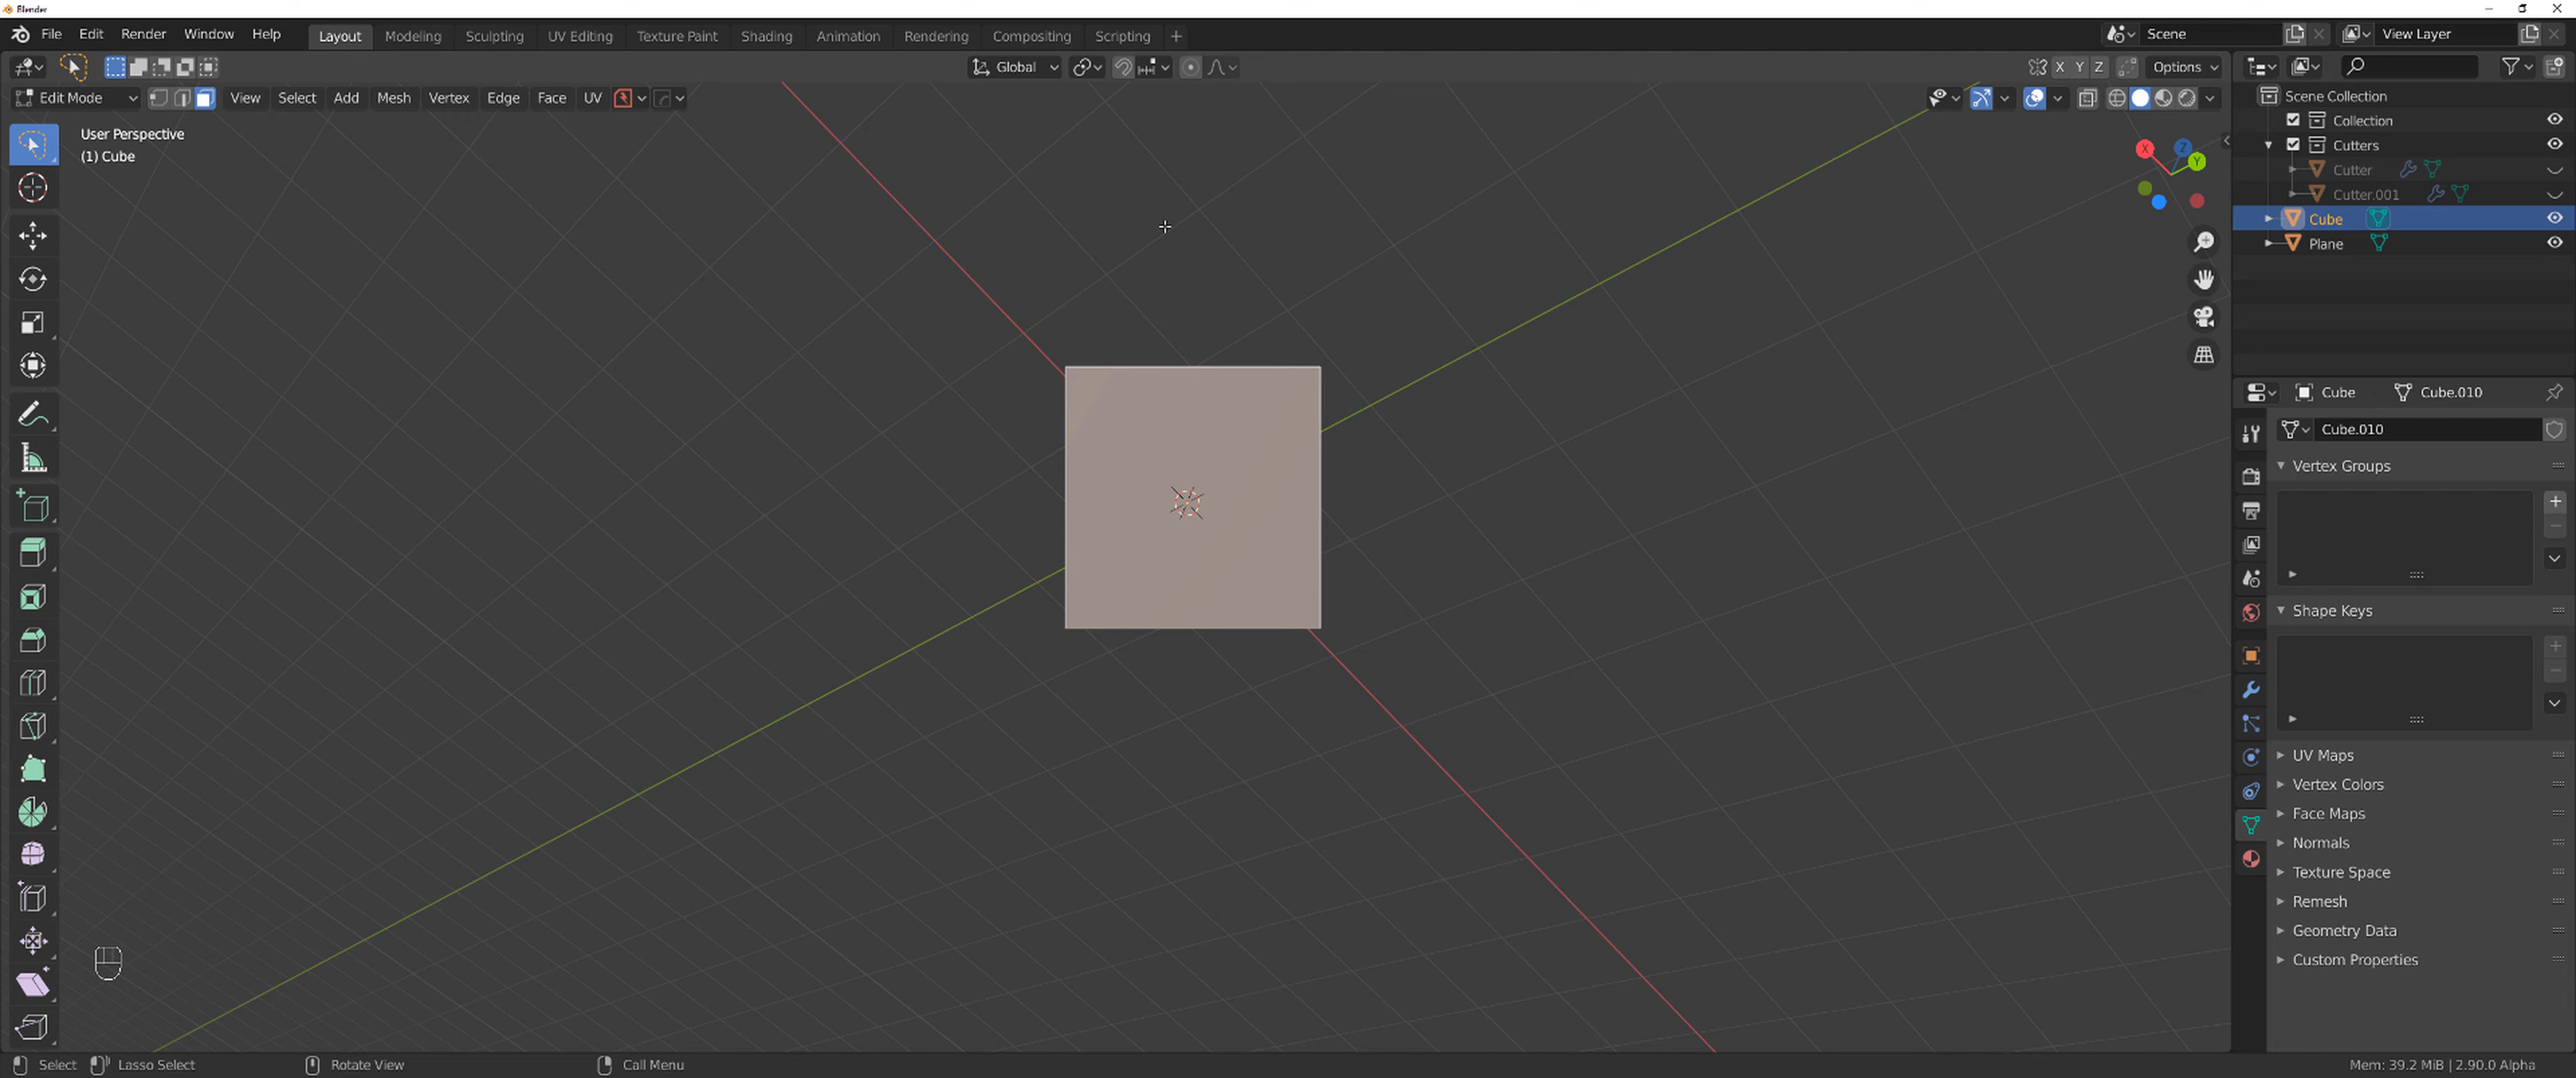 Blender
File Edit Render Window Help Layout Modeling Sculpting UV Editing Texture Paint Shading Animation Rendering Compositing Scripting + Scene View Layer
Global X Y Z Options
Edit Mode View Select Add Mesh Vertex Edge Face UV
User Perspective
(1) Cube
X Z Y
Scene Collection
Collection
Cutters
Cutter
Cutter.001
Cube
Plane
Cube Cube.010
Cube.010
Vertex Groups
Shape Keys
UV Maps
Vertex Colors
Face Maps
Normals
Texture Space
Remesh
Geometry Data
Custom Properties
Select Lasso Select Rotate View Call Menu Mem: 39.2 MiB | 2.90.0 Alpha